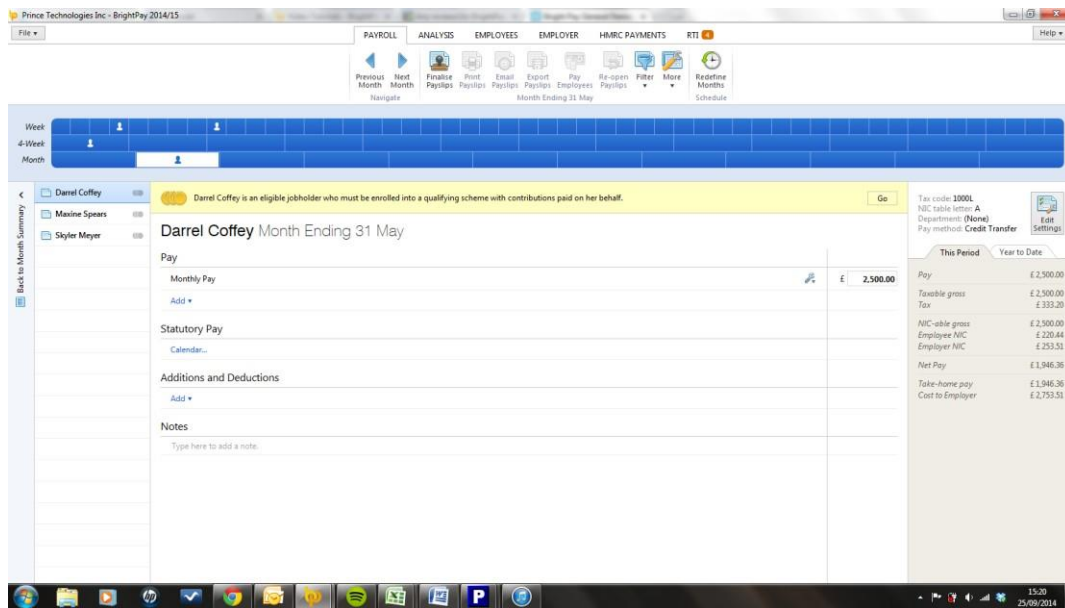 Prince Technologies Inc - BrightPay 2014/15
File
PAYROLL ANALYSIS EMPLOYEES EMPLOYER HMRC PAYMENTS RTI 4
Help
Previous Month
Next Month
Finalise Payslips
Print Payslips
Email Payslips
Export Payslips
Pay Employees
Re-open Payslips
Filter
More
Redefine Months
Navigate
Month Ending 31 May
Schedule
Week
4-Week
Month
Back to Month Summary
Darrel Coffey
Maxine Spears
Skyler Meyer
Darrel Coffey is an eligible jobholder who must be enrolled into a qualifying scheme with contributions paid on her behalf.
Go
Darrel Coffey Month Ending 31 May
Pay
Monthly Pay £ 2,500.00
Add
Statutory Pay
Calendar...
Additions and Deductions
Add
Notes
Type here to add a note.
Tax code: 1000L
NIC table letter: A
Department: (None)
Pay method: Credit Transfer
Edit Settings
This Period Year to Date
Pay £ 2,500.00
Taxable gross £ 2,500.00
Tax £ 333.20
NIC-able gross £ 2,500.00
Employee NIC £ 220.44
Employer NIC £ 253.51
Net Pay £ 1,946.36
Take-home pay £ 1,946.36
Cost to Employer £ 2,753.51
15:20
25/09/2014